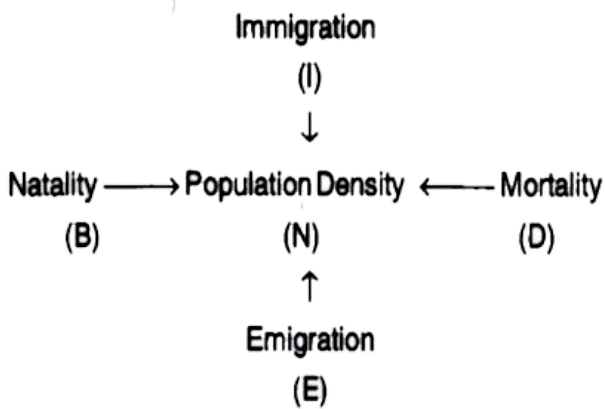 Immigration
(I)
↓
Natality → Population Density ← Mortality
(B) (N) (D)
↑
Emigration
(E)